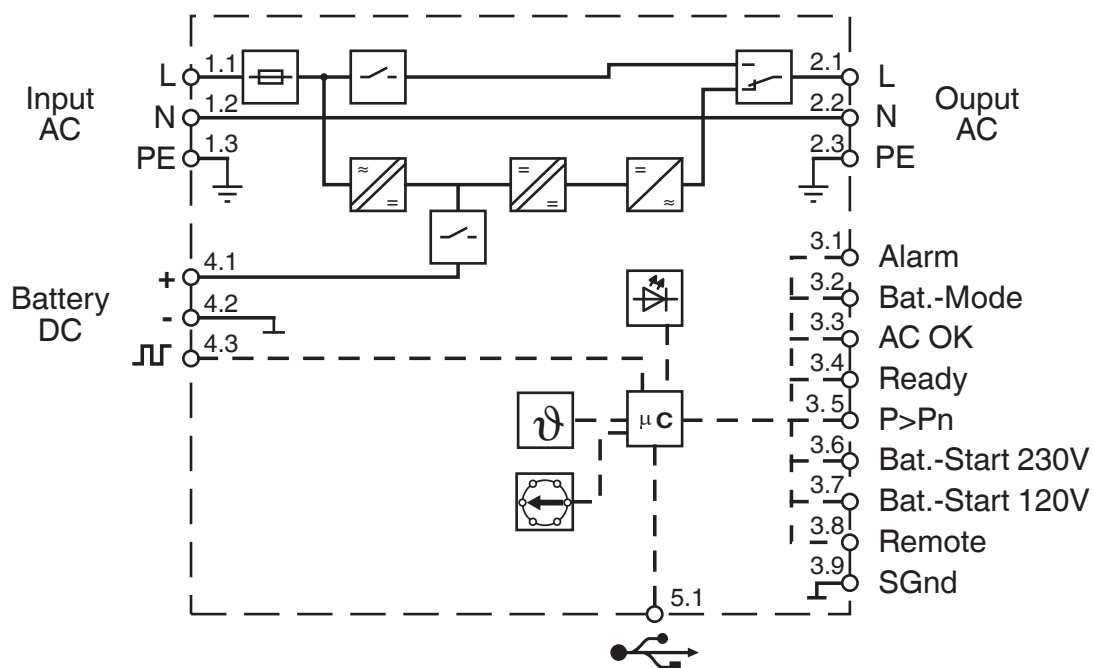 Input
AC
L
1.1
N
1.2
PE
1.3
2.1
L
2.2
N
2.3
PE
Ouput
AC
≈
=
=
=
=
≈
Battery
DC
+
4.1
-
4.2
4.3
ϑ
µC
3.1
Alarm
3.2
Bat.-Mode
3.3
AC OK
3.4
Ready
3.5
P>Pn
3.6
Bat.-Start 230V
3.7
Bat.-Start 120V
3.8
Remote
3.9
SGnd
5.1